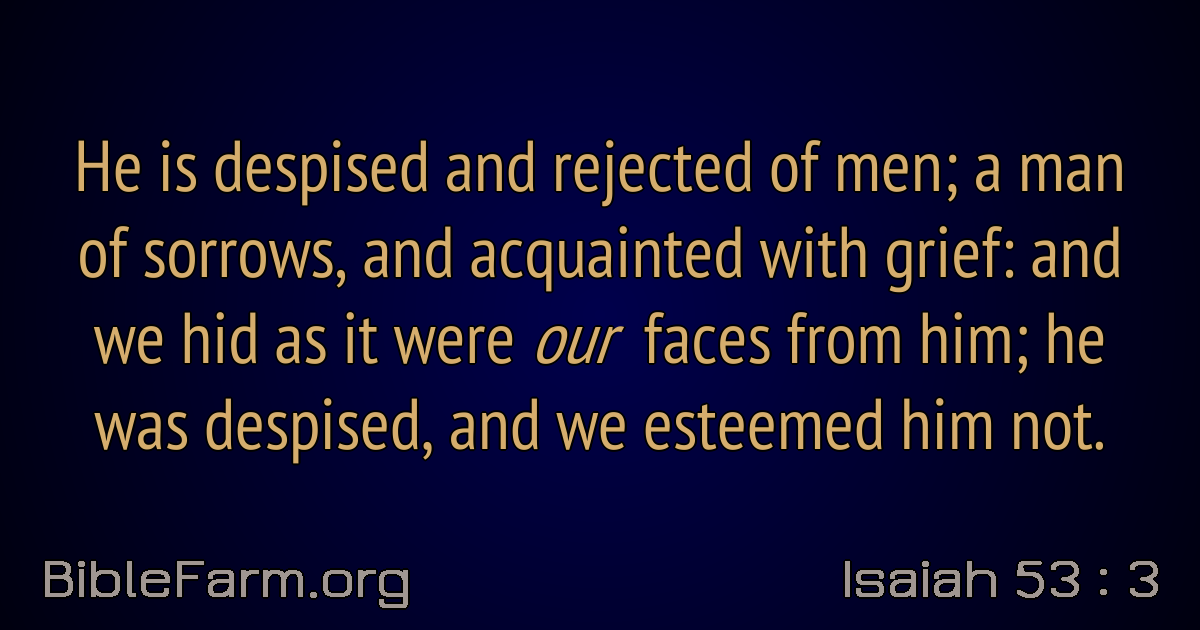 He is despised and rejected of men; a man
of sorrows, and acquainted with grief: and
we hid as it were our faces from him; he
was despised, and we esteemed him not.
BibleFarm.org
Isaiah 53 : 3